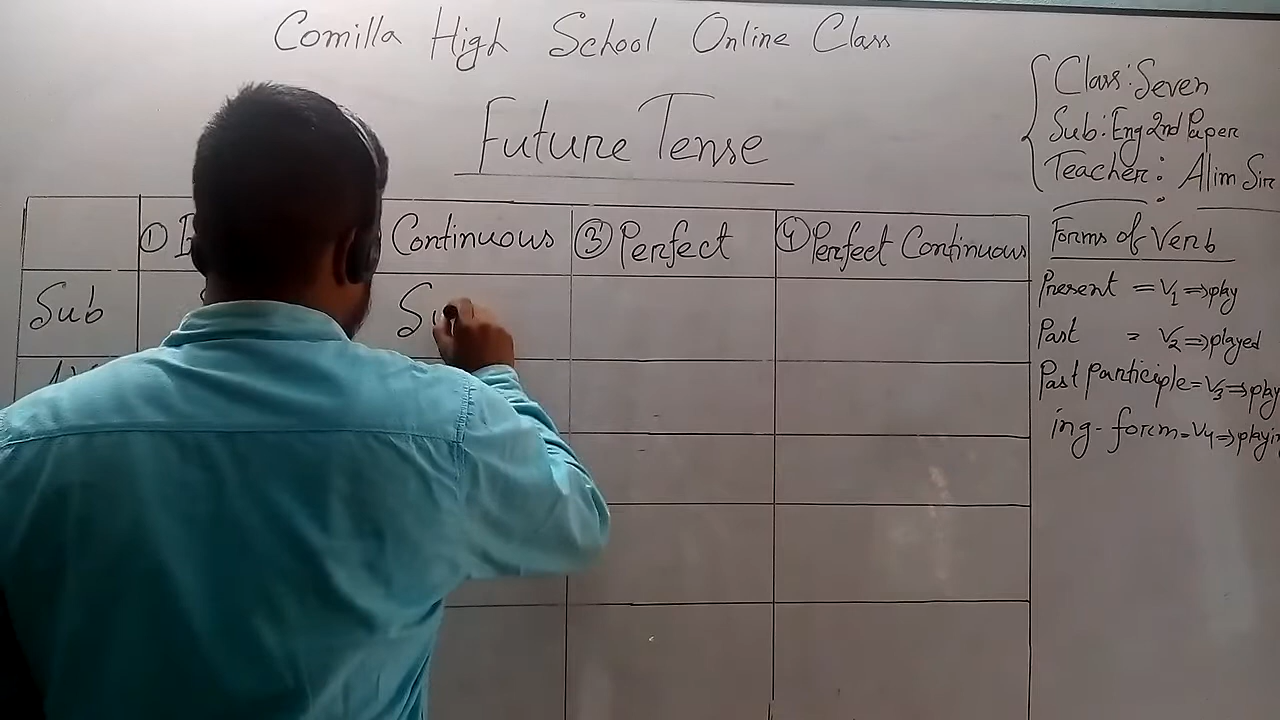 Comilla High School Online Class
Future Tense
Class: Seven
Sub: Eng 2nd Paper
Teacher: Alim Sir
① Continuous ③ Perfect ④ Perfect Continuous
Sub
Forms of Verb
Present = V1 ⇒ play
Past = V2 ⇒ played
Past participle = V3 ⇒ play
ing-form = V4 ⇒ playin